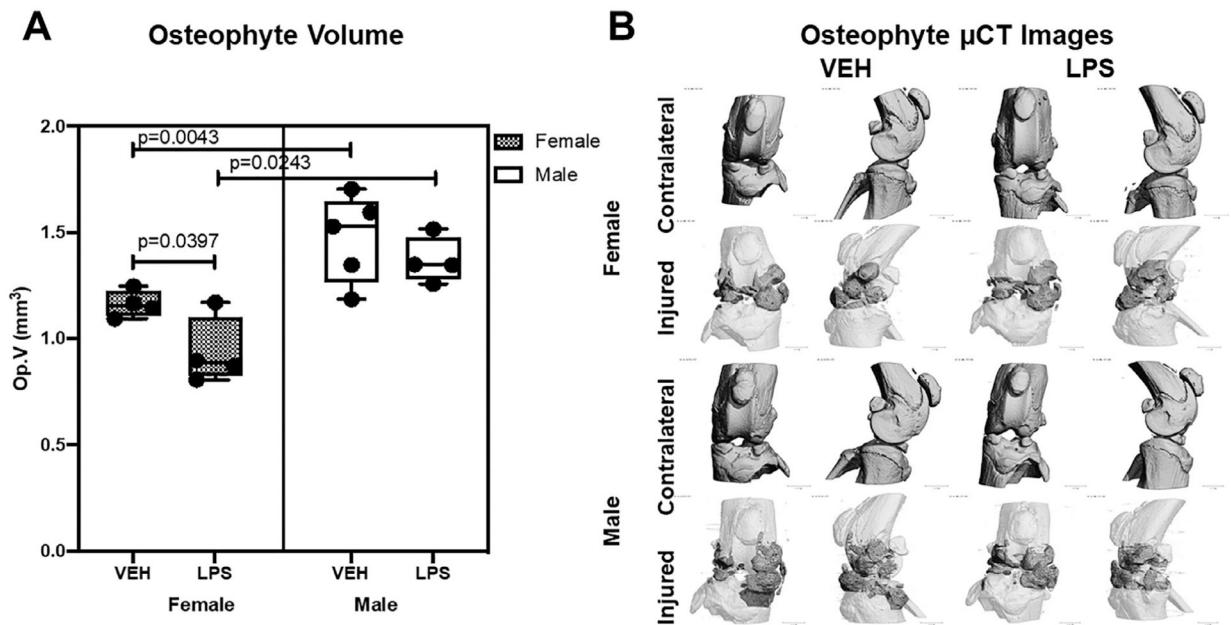 A
Osteophyte Volume
2.0
1.5
1.0
0.5
0.0
Op.V (mm³)
p=0.0043
p=0.0243
p=0.0397
Female
Male
VEH
LPS
VEH
LPS
Female
Male
B
Osteophyte µCT Images
VEH
LPS
Female
Contralateral
Injured
Male
Contralateral
Injured